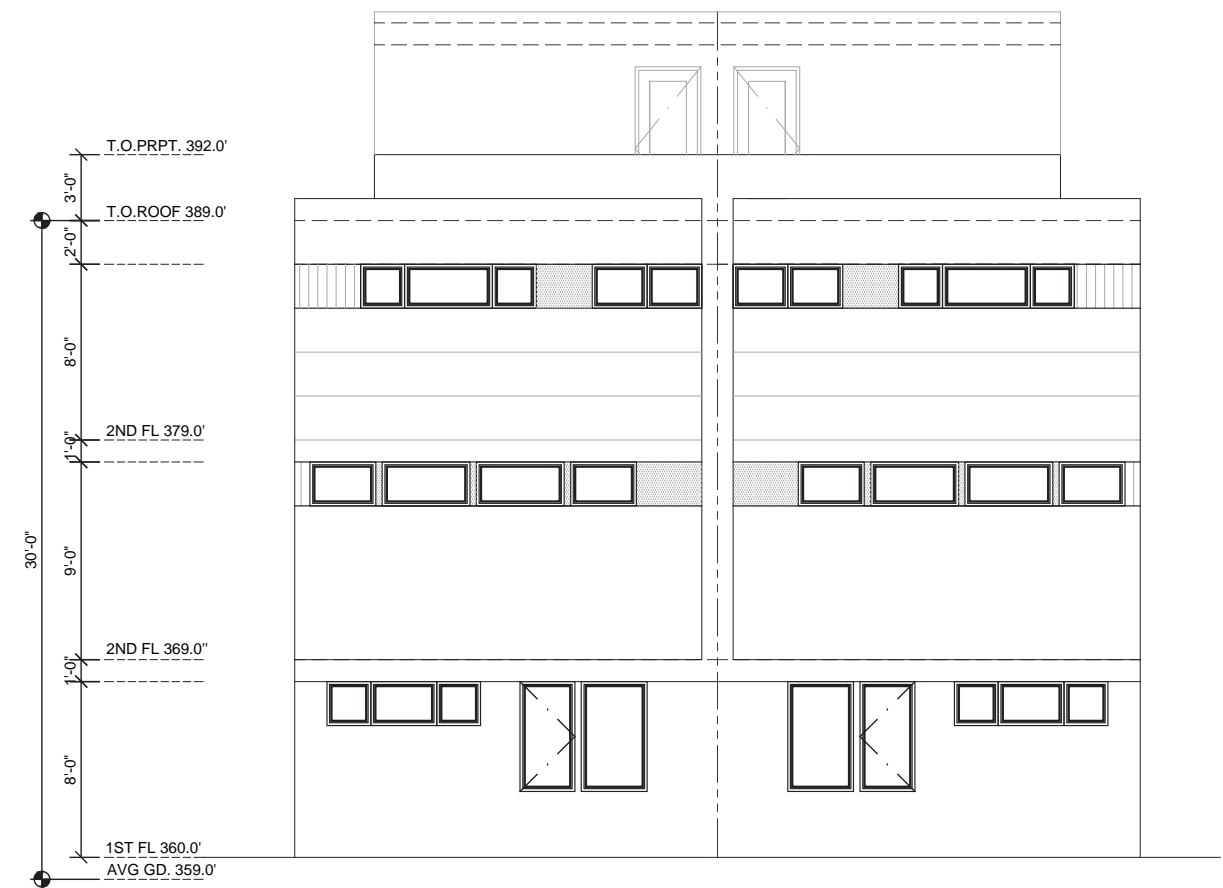 T.O.PRPT. 392.0'
3'-0"
T.O.ROOF 389.0'
2'-0"
8'-0"
2ND FL 379.0'
1'-0"
30'-0"
9'-0"
2ND FL 369.0"
1'-0"
8'-0"
1ST FL 360.0'
AVG GD. 359.0'